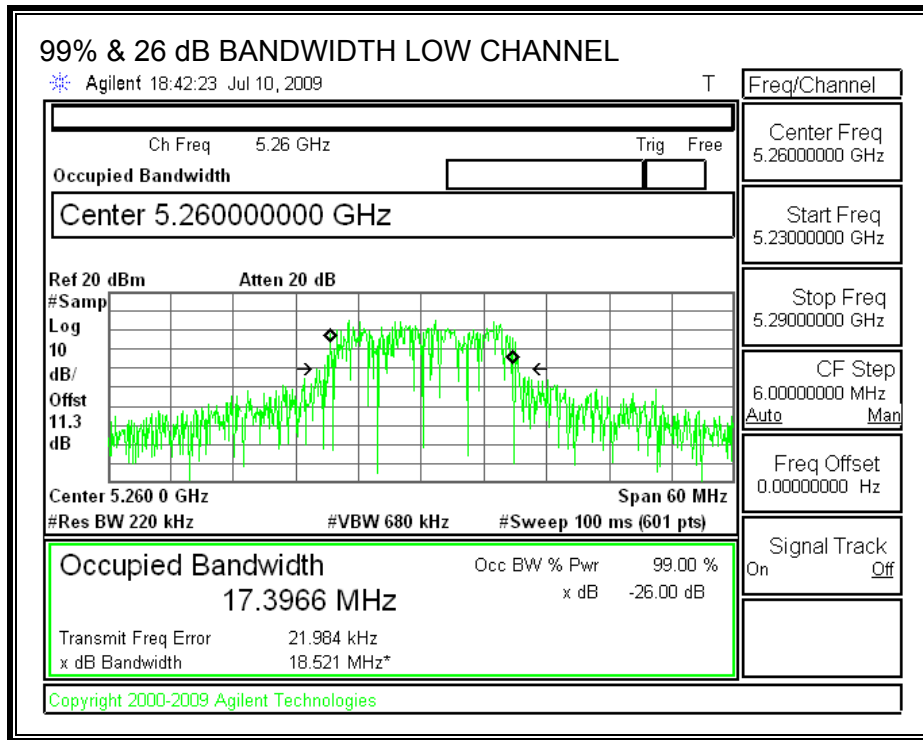 99% & 26 dB BANDWIDTH LOW CHANNEL
Agilent 18:42:23 Jul 10, 2009 T
Ch Freq 5.26 GHz Trig Free
Occupied Bandwidth
Center 5.260000000 GHz
Ref 20 dBm Atten 20 dB
#Samp
Log
10
dB/
Offst
11.3
dB
Center 5.260 0 GHz Span 60 MHz
#Res BW 220 kHz #VBW 680 kHz #Sweep 100 ms (601 pts)
Occupied Bandwidth
17.3966 MHz
Occ BW % Pwr 99.00 %
x dB -26.00 dB
Transmit Freq Error 21.984 kHz
x dB Bandwidth 18.521 MHz*
Copyright 2000-2009 Agilent Technologies
Freq/Channel
Center Freq
5.26000000 GHz
Start Freq
5.23000000 GHz
Stop Freq
5.29000000 GHz
CF Step
6.00000000 MHz
Auto Man
Freq Offset
0.00000000 Hz
Signal Track
On Off